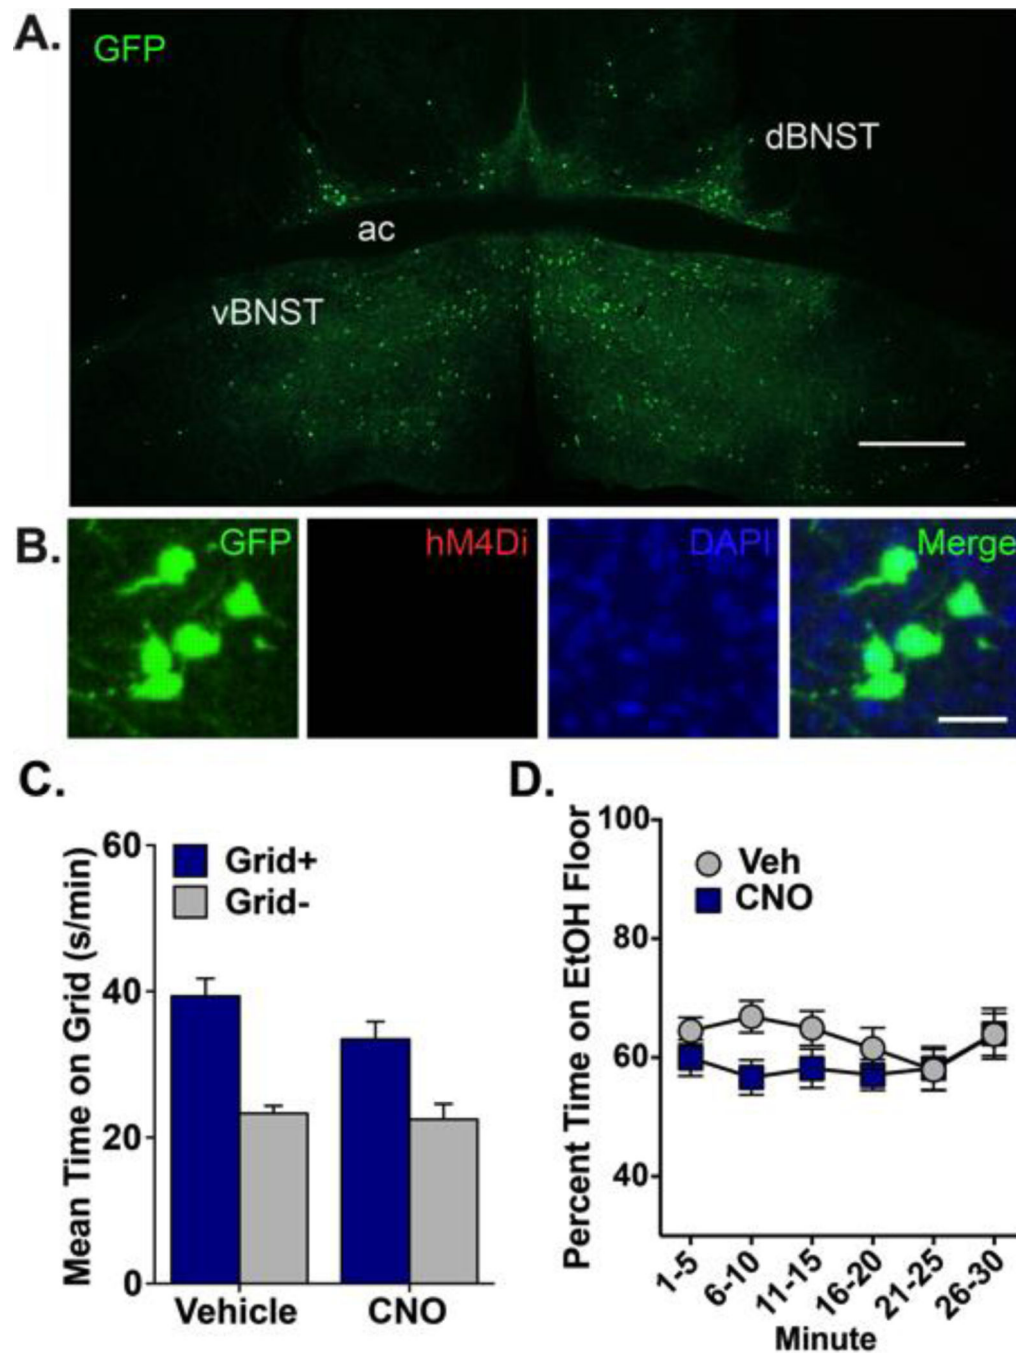 A.
GFP
dBNST
ac
vBNST
B.
GFP
hM4Di
DAPI
Merge
C.
Mean Time on Grid (s/min)
60
40
20
0
Grid+
Grid-
Vehicle
CNO
D.
Percent Time on EtOH Floor
100
80
60
40
Veh
CNO
1-5
6-10
11-15
16-20
21-25
26-30
Minute